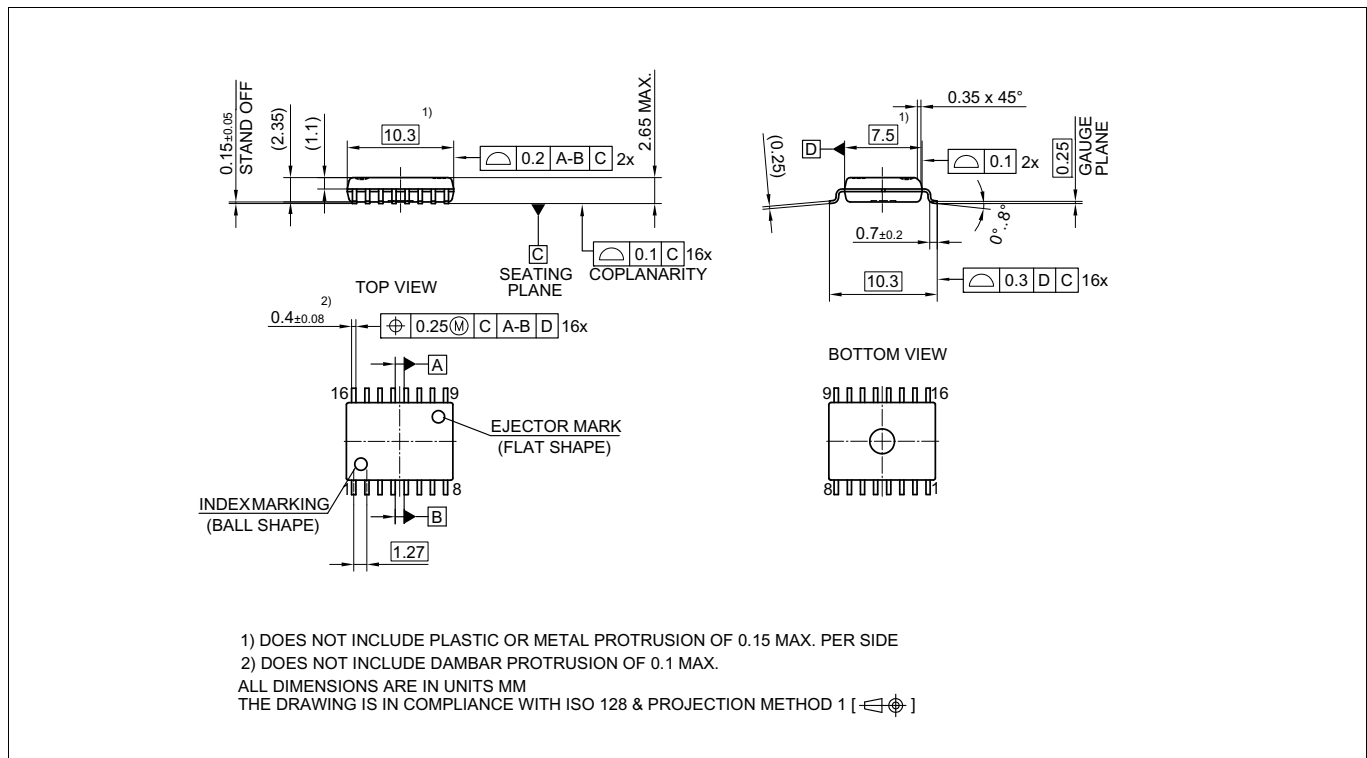 0.15±0.05
STAND OFF
(2.35)
(1.1)
1)
10.3
0.2 A-B C 2x
2.65 MAX.
C
SEATING
PLANE
0.1 C 16x
COPLANARITY
(0.25)
D
1)
7.5
0.35 x 45°
0.1 2x
0.25
GAUGE
PLANE
0°..8°
0.7±0.2
10.3
0.3 D C 16x
TOP VIEW
2)
0.4±0.08
0.25Ⓜ C A-B D 16x
A
16 9
EJECTOR MARK
(FLAT SHAPE)
1 8
INDEX MARKING
(BALL SHAPE)
B
1.27
BOTTOM VIEW
9 16
8 1
1) DOES NOT INCLUDE PLASTIC OR METAL PROTRUSION OF 0.15 MAX. PER SIDE
2) DOES NOT INCLUDE DAMBAR PROTRUSION OF 0.1 MAX.
ALL DIMENSIONS ARE IN UNITS MM
THE DRAWING IS IN COMPLIANCE WITH ISO 128 & PROJECTION METHOD 1 [ ]